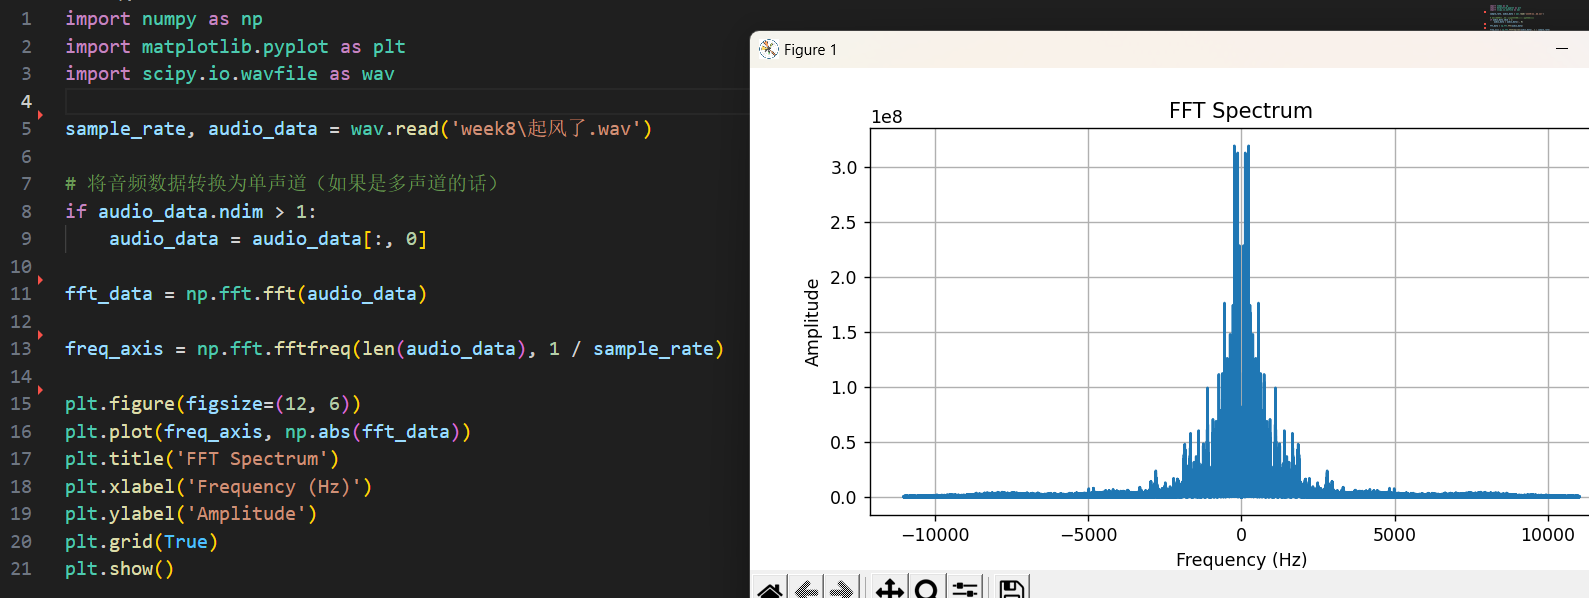 1 import numpy as np
2 import matplotlib.pyplot as plt
3 import scipy.io.wavfile as wav
4
5 sample_rate, audio_data = wav.read('week8\起风了.wav')
6
7 # 将音频数据转换为单声道（如果是多声道的话）
8 if audio_data.ndim > 1:
9     audio_data = audio_data[:, 0]
10
11 fft_data = np.fft.fft(audio_data)
12
13 freq_axis = np.fft.fftfreq(len(audio_data), 1 / sample_rate)
14
15 plt.figure(figsize=(12, 6))
16 plt.plot(freq_axis, np.abs(fft_data))
17 plt.title('FFT Spectrum')
18 plt.xlabel('Frequency (Hz)')
19 plt.ylabel('Amplitude')
20 plt.grid(True)
21 plt.show()
Figure 1
FFT Spectrum
1e8
3.0
2.5
2.0
1.5
1.0
0.5
0.0
Amplitude
−10000 −5000 0 5000 10000
Frequency (Hz)